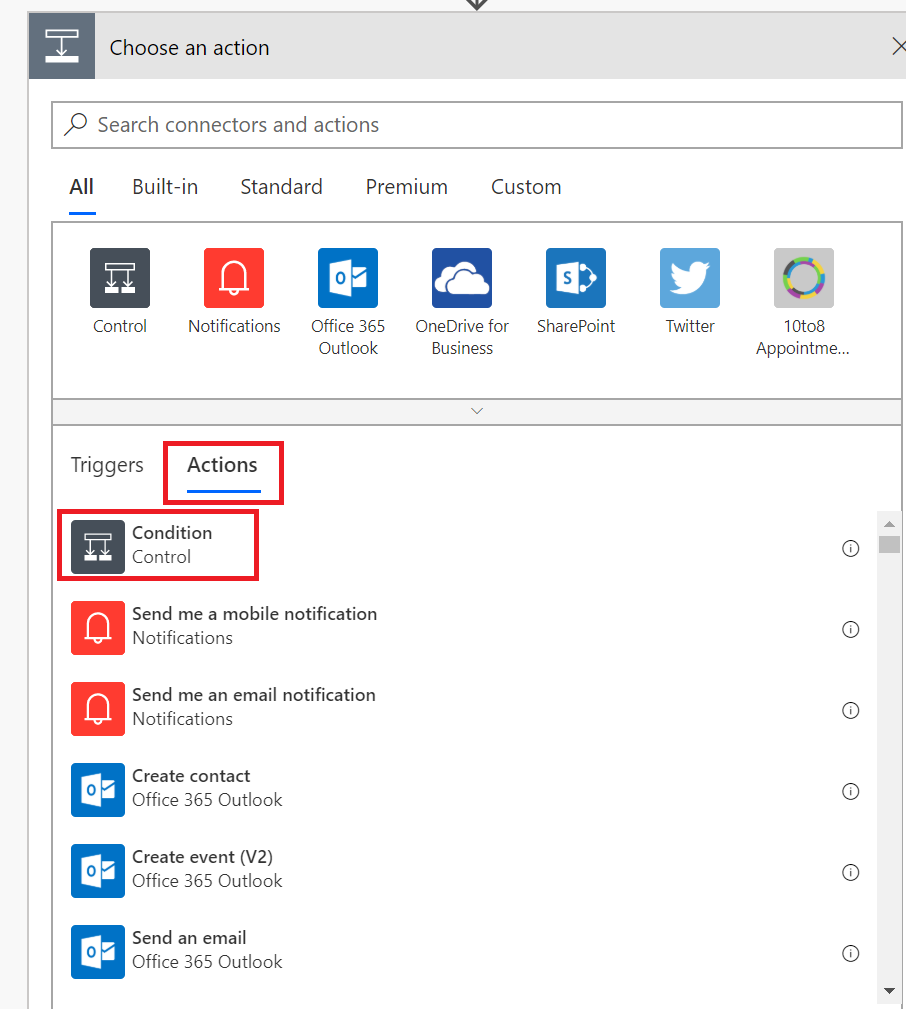 Choose an action
Search connectors and actions
All Built-in Standard Premium Custom
Control Notifications Office 365 OneDrive for SharePoint Twitter 10to8
Outlook Business Appointme...
Triggers Actions
Condition
Control
Send me a mobile notification
Notifications
Send me an email notification
Notifications
Create contact
Office 365 Outlook
Create event (V2)
Office 365 Outlook
Send an email
Office 365 Outlook